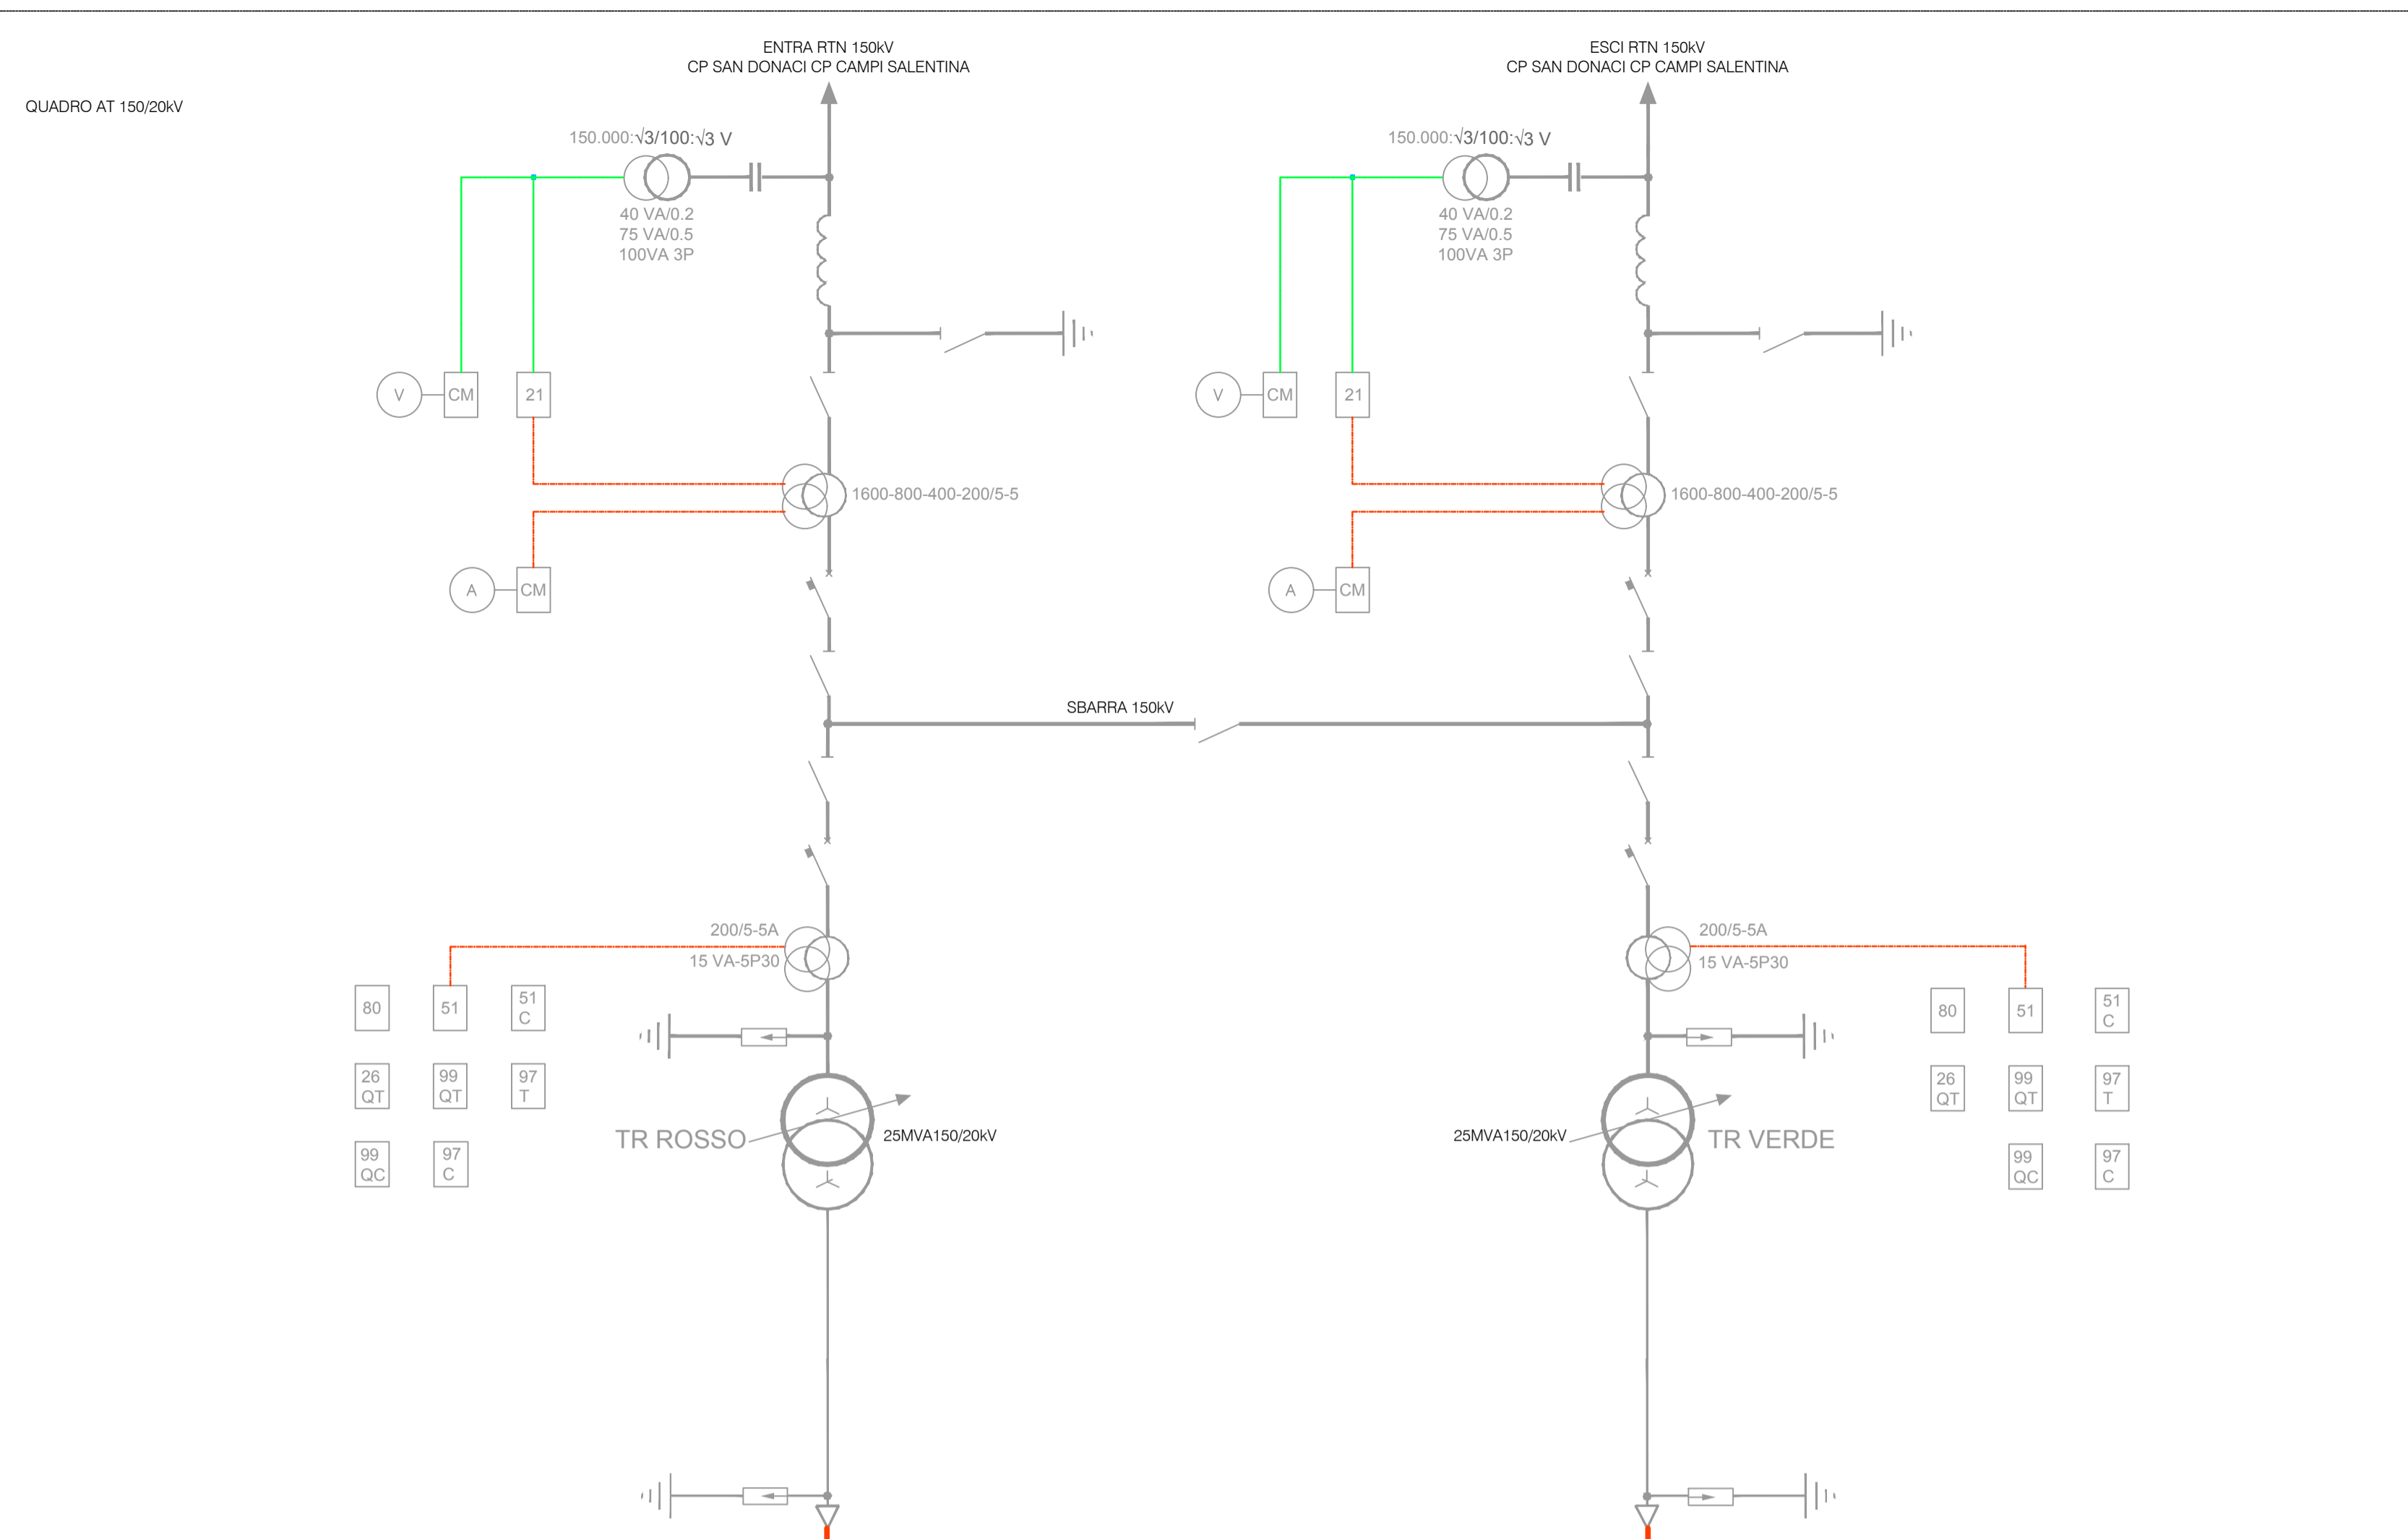 ENTRA RTN 150kV
CP SAN DONACI CP CAMPI SALENTINA
ESCI RTN 150kV
CP SAN DONACI CP CAMPI SALENTINA
QUADRO AT 150/20kV
150.000:√3/100:√3 V
40 VA/0.2
75 VA/0.5
100VA 3P
150.000:√3/100:√3 V
40 VA/0.2
75 VA/0.5
100VA 3P
V
CM
21
V
CM
21
1600-800-400-200/5-5
1600-800-400-200/5-5
A
CM
A
CM
SBARRA 150kV
200/5-5A
15 VA-5P30
200/5-5A
15 VA-5P30
80
51
51
C
26
QT
99
QT
97
T
99
QC
97
C
TR ROSSO
25MVA150/20kV
25MVA150/20kV
TR VERDE
80
51
51
C
26
QT
99
QT
97
T
99
QC
97
C